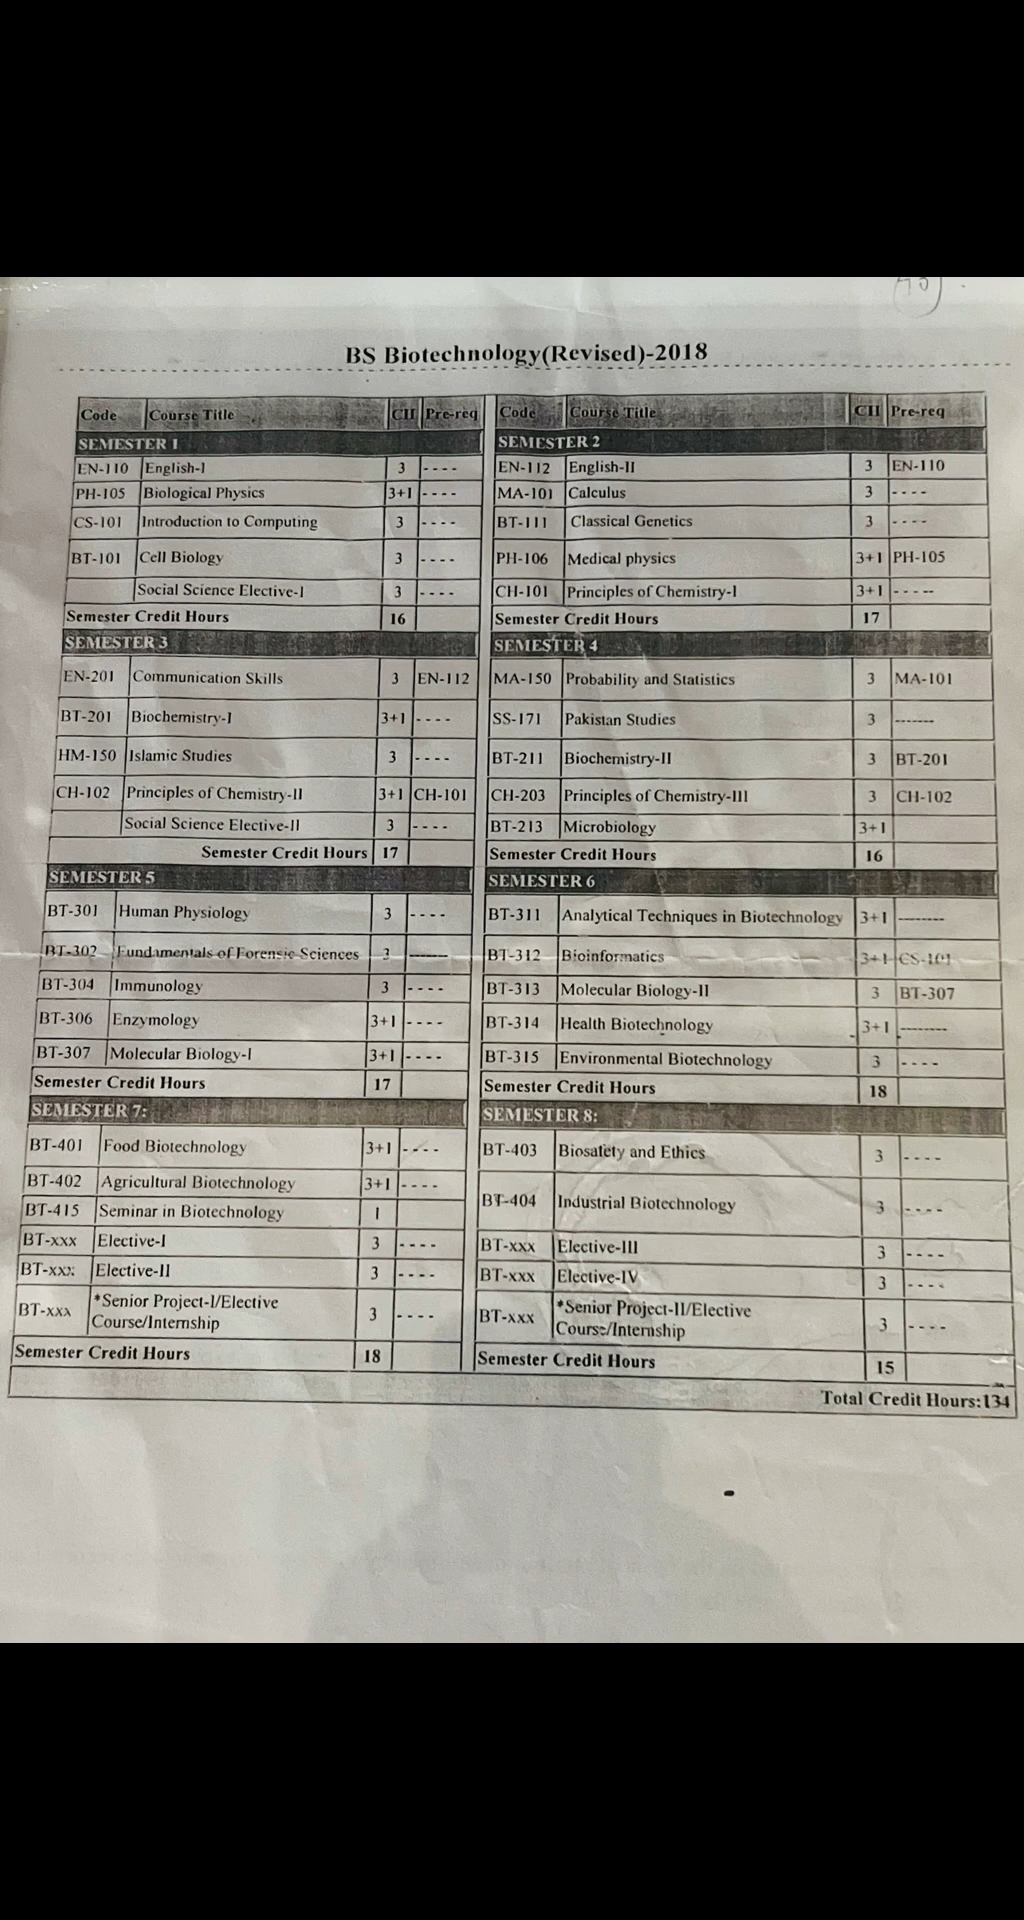 BS Biotechnology(Revised)-2018
Code Course Title CH Pre-req
SEMESTER 1
EN-110 English-I 3 ----
PH-105 Biological Physics 3+1 ----
CS-101 Introduction to Computing 3 ----
BT-101 Cell Biology 3 ----
Social Science Elective-I 3 ----
Semester Credit Hours 16
Code Course Title CH Pre-req
SEMESTER 2
EN-112 English-II 3 EN-110
MA-101 Calculus 3 ----
BT-111 Classical Genetics 3 ----
PH-106 Medical physics 3+1 PH-105
CH-101 Principles of Chemistry-I 3+1 -----
Semester Credit Hours 17
SEMESTER 3
EN-201 Communication Skills 3 EN-112
BT-201 Biochemistry-I 3+1 ----
HM-150 Islamic Studies 3 ----
CH-102 Principles of Chemistry-II 3+1 CH-101
Social Science Elective-II 3 ----
Semester Credit Hours 17
SEMESTER 4
MA-150 Probability and Statistics 3 MA-101
SS-171 Pakistan Studies 3 -------
BT-211 Biochemistry-II 3 BT-201
CH-203 Principles of Chemistry-III 3 CH-102
BT-213 Microbiology 3+1
Semester Credit Hours 16
SEMESTER 5
BT-301 Human Physiology 3 ----
BT-302 Fundamentals of Forensic Sciences 3 -------
BT-304 Immunology 3 ----
BT-306 Enzymology 3+1 ----
BT-307 Molecular Biology-I 3+1 ----
Semester Credit Hours 17
SEMESTER 6
BT-311 Analytical Techniques in Biotechnology 3+1 --------
BT-312 Bioinformatics 3+1 CS-101
BT-313 Molecular Biology-II 3 BT-307
BT-314 Health Biotechnology 3+1 --------
BT-315 Environmental Biotechnology 3 ----
Semester Credit Hours 18
SEMESTER 7:
BT-401 Food Biotechnology 3+1 ----
BT-402 Agricultural Biotechnology 3+1 ----
BT-415 Seminar in Biotechnology 1
BT-xxx Elective-I 3 ----
BT-xxx Elective-II 3 ----
BT-xxx *Senior Project-I/Elective
Course/Internship 3 ----
Semester Credit Hours 18
SEMESTER 8:
BT-403 Biosafety and Ethics 3 ----
BT-404 Industrial Biotechnology 3 ----
BT-xxx Elective-III 3 ----
BT-xxx Elective-IV 3 ----
BT-xxx *Senior Project-II/Elective
Course/Internship 3 ----
Semester Credit Hours 15
Total Credit Hours:134